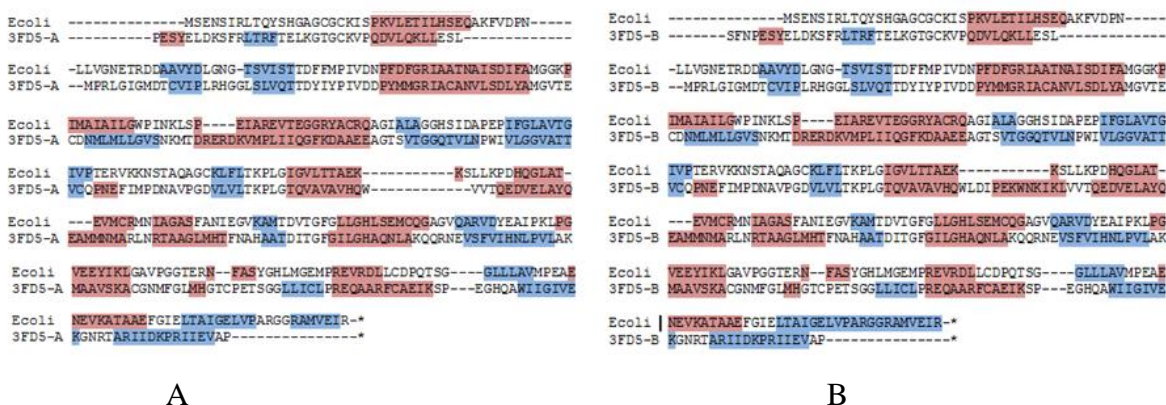 Ecoli ---------------MSENSIRLTQYSHGAGCGCKISPKVLETILHSEQAKFVDPN----
3FD5-A -----------PESYELDKSFRLTRFTELKGTGCKVPQDVLQKLLESL-----------
Ecoli -LLVGNETRDDAAVYDLGNG-TSVISTTDFFMPIVDNPFDFGRIAATNAISDIFAMGGKP
3FD5-A ---MPRLGIGMDTCVIPLRHGGLSLVQTTDYIYPIVDDPYMMGRIACANVLSDLYAMGVTE
Ecoli IMAIAILGWPINKLSP----EIAREVTEGGRYACRQAGIALAGGHSIDAPEPIFGLAVTG
3FD5-A CDNMLMLLGVSNKMTDRERDKVMPLIIQGFKDAAEEAGTSVTGGQTVLNPWIVLGGVATT
Ecoli IVPTERVKKNSTAQAGCKLFLTKPLGIGVLTTAEK-----------KSLLKPDHQGLAT-
3FD5-A VCQPNEFIMPDNAVPGDVLVLTKPLGTQVAVAVHQW-------------VVTQEDVELAYQ
Ecoli ---EVMCRMNIAGASFANIEGVKAMTDVTGFGLLGHLSEMCQGAGVQARVDYEAIPKLPG
3FD5-A EAMMNMARLNRTAAGLMHTFNAHAATDITGFGILGHAQNLAKQQRNEVSFVIHNLPVLAK
Ecoli VEEYIKLGAVPGGTERN--FASYGHLMGEMPREVRDLLCDPQTSG----GLLLAVMPEAE
3FD5-A MAAVSKACGNMFGLMHGTCPETSGGLLICLPREQAARFCAEIKSP---EGHQAWIIGIVE
Ecoli NEVKATAAEFGIELTAIGELVPARGGRAMVEIR-*
3FD5-A KGNRTARIIDKPRIIEVAP---------------*
A
Ecoli ---------------MSENSIRLTQYSHGAGCGCKISPKVLETILHSEQAKFVDPN----
3FD5-B --------SFNPESYELDKSFRLTRFTELKGTGCKVPQDVLQKLLESL-----------
Ecoli -LLVGNETRDDAAVYDLGNG-TSVISTTDFFMPIVDNPFDFGRIAATNAISDIFAMGGKP
3FD5-B ---MPRLGIGMDTCVIPLRHGGLSLVQTTDYIYPIVDDPYMMGRIACANVLSDLYAMGVTE
Ecoli IMAIAILGWPINKLSP----EIAREVTEGGRYACRQAGIALAGGHSIDAPEPIFGLAVTG
3FD5-B CDNMLMLLGVSNKMTDRERDKVMPLIIQGFKDAAEEAGTSVTGGQTVLNPWIVLGGVATT
Ecoli IVPTERVKKNSTAQAGCKLFLTKPLGIGVLTTAEK-----------KSLLKPDHQGLAT-
3FD5-B VCQPNEFIMPDNAVPGDVLVLTKPLGTQVAVAVHQWLDIPEKWNKIKLVVTQEDVELAYQ
Ecoli ---EVMCRMNIAGASFANIEGVKAMTDVTGFGLLGHLSEMCQGAGVQARVDYEAIPKLPG
3FD5-B EAMMNMARLNRTAAGLMHTFNAHAATDITGFGILGHAQNLAKQQRNEVSFVIHNLPVLAK
Ecoli VEEYIKLGAVPGGTERN--FASYGHLMGEMPREVRDLLCDPQTSG----GLLLAVMPEAE
3FD5-B MAAVSKACGNMFGLMHGTCPETSGGLLICLPREQAARFCAEIKSP---EGHQAWIIGIVE
Ecoli NEVKATAAEFGIELTAIGELVPARGGRAMVEIR-*
3FD5-B KGNRTARIIDKPRIIEVAP---------------*
B